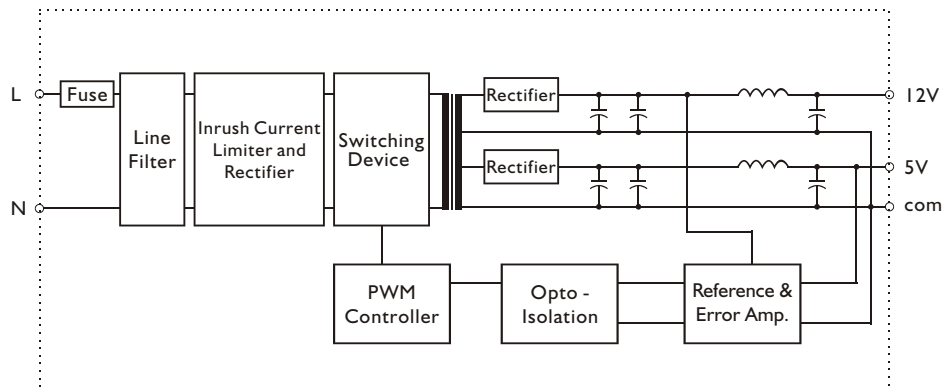 L
Fuse
Line
Filter
Inrush Current
Limiter and
Rectifier
Switching
Device
Rectifier
12V
Rectifier
5V
N
com
PWM
Controller
Opto -
Isolation
Reference &
Error Amp.